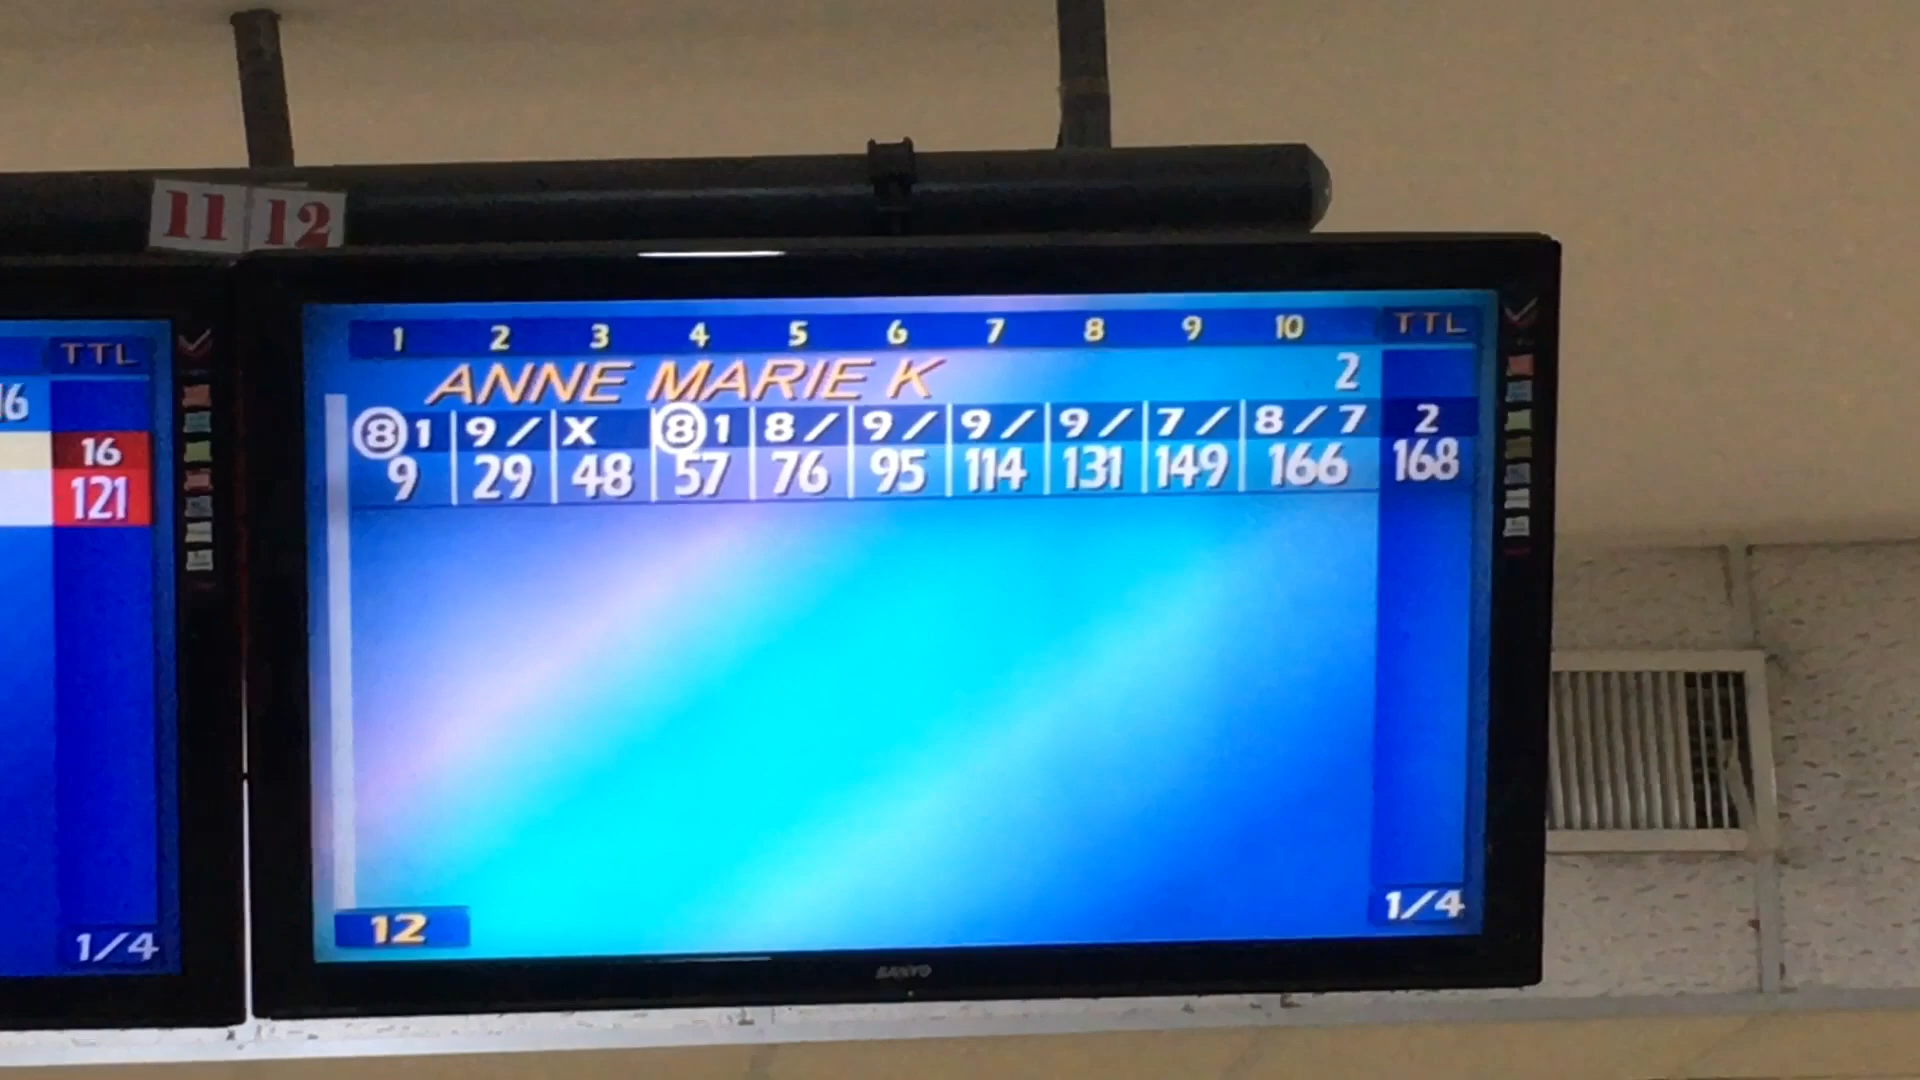 11 12
TTL
16
16
121
1/4
1 2 3 4 5 6 7 8 9 10 TTL
ANNE MARIE K 2
8 1 9 / X 8 1 8 / 9 / 9 / 9 / 7 / 8 / 7 2
9 29 48 57 76 95 114 131 149 166 168
12 1/4
SANYO